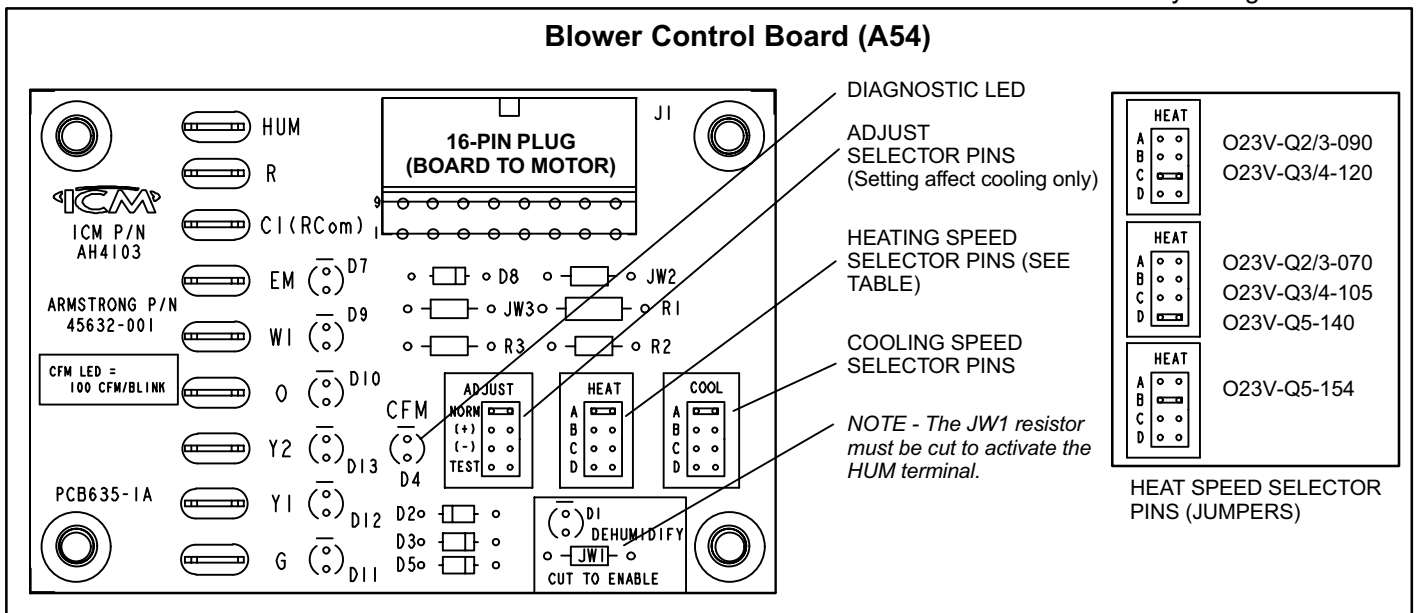 Blower Control Board (A54)
HUM
R
C1(RCom)
EM
W1
O
Y2
Y1
G
ICM
ICM P/N
AH4103
ARMSTRONG P/N
45632-001
CFM LED =
100 CFM/BLINK
PCB635-1A
16-PIN PLUG
(BOARD TO MOTOR)
J1
9
1
D7
D9
D10
D13
D12
D11
D8
JW2
JW3
R1
R3
R2
CFM
D4
ADJUST
NORM
(+)
(-)
TEST
HEAT
A
B
C
D
COOL
A
B
C
D
D2
D3
D5
D1
DEHUMIDIFY
JW1
CUT TO ENABLE
DIAGNOSTIC LED
ADJUST
SELECTOR PINS
(Setting affect cooling only)
HEATING SPEED
SELECTOR PINS (SEE
TABLE)
COOLING SPEED
SELECTOR PINS
NOTE - The JW1 resistor
must be cut to activate the
HUM terminal.
HEAT
A
B
C
D
O23V-Q2/3-090
O23V-Q3/4-120
HEAT
A
B
C
D
O23V-Q2/3-070
O23V-Q3/4-105
O23V-Q5-140
HEAT
A
B
C
D
O23V-Q5-154
HEAT SPEED SELECTOR
PINS (JUMPERS)